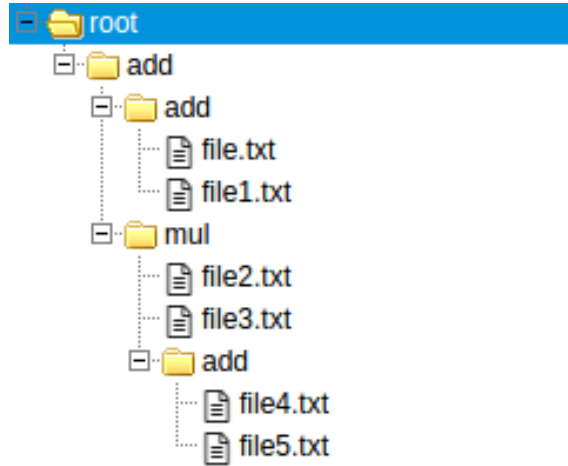 root
add
add
file.txt
file1.txt
mul
file2.txt
file3.txt
add
file4.txt
file5.txt